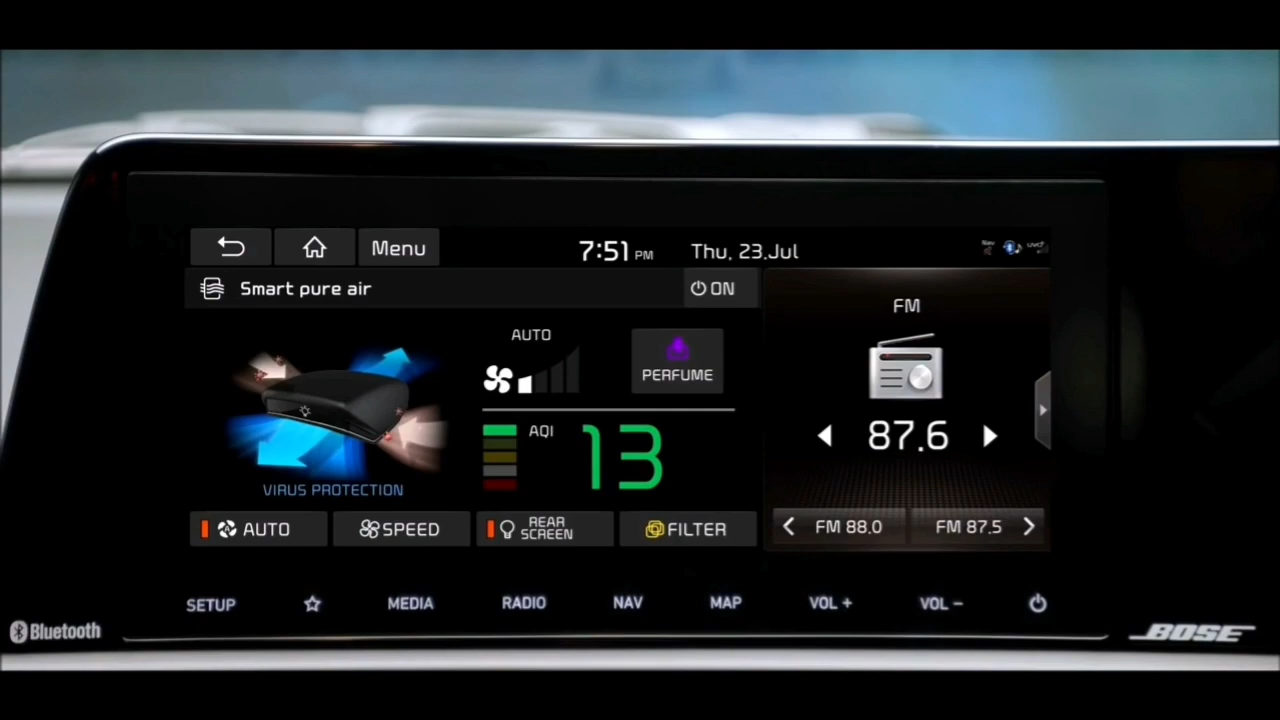 Menu
7:51 PM
Thu, 23.Jul
Nav
UVO
Smart pure air
ON
FM
AUTO
PERFUME
AQI
13
87.6
VIRUS PROTECTION
AUTO
SPEED
REAR
SCREEN
FILTER
FM 88.0
FM 87.5
SETUP
MEDIA
RADIO
NAV
MAP
VOL +
VOL -
Bluetooth
BOSE